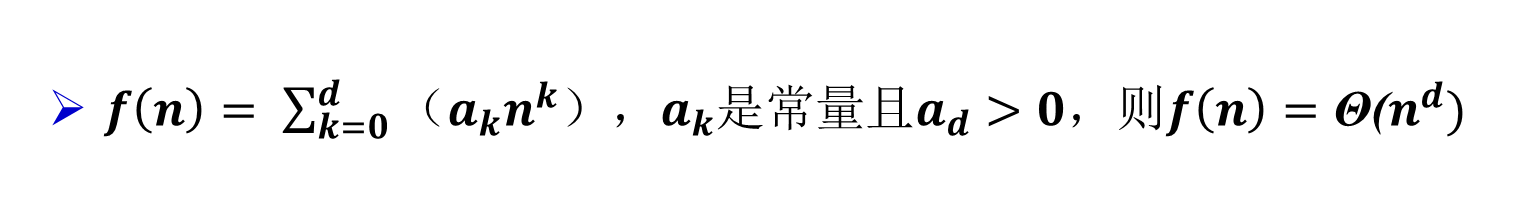 ➢ f(n) = ∑_{k=0}^{d}（a_k n^k），a_k是常量且a_d > 0，则f(n) = Θ(n^d)